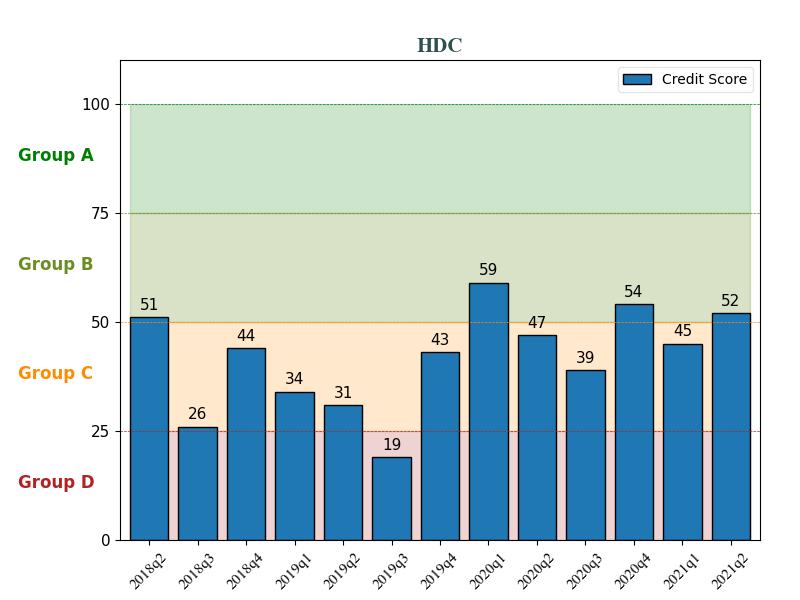 HDC
Credit Score
100
Group A
75
Group B
50
Group C
25
Group D
0
51
26
44
34
31
19
43
59
47
39
54
45
52
2018q2
2018q3
2018q4
2019q1
2019q2
2019q3
2019q4
2020q1
2020q2
2020q3
2020q4
2021q1
2021q2